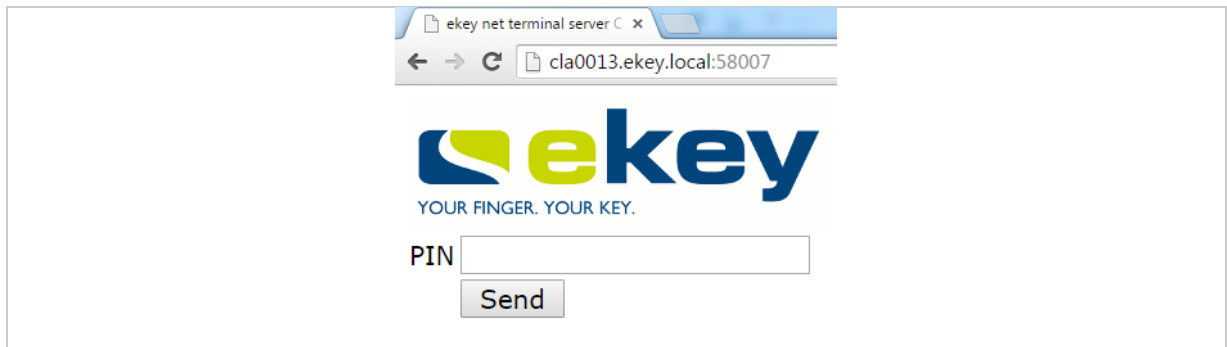 ekey net terminal server C
cla0013.ekey.local:58007
ekey
YOUR FINGER. YOUR KEY.
PIN
Send